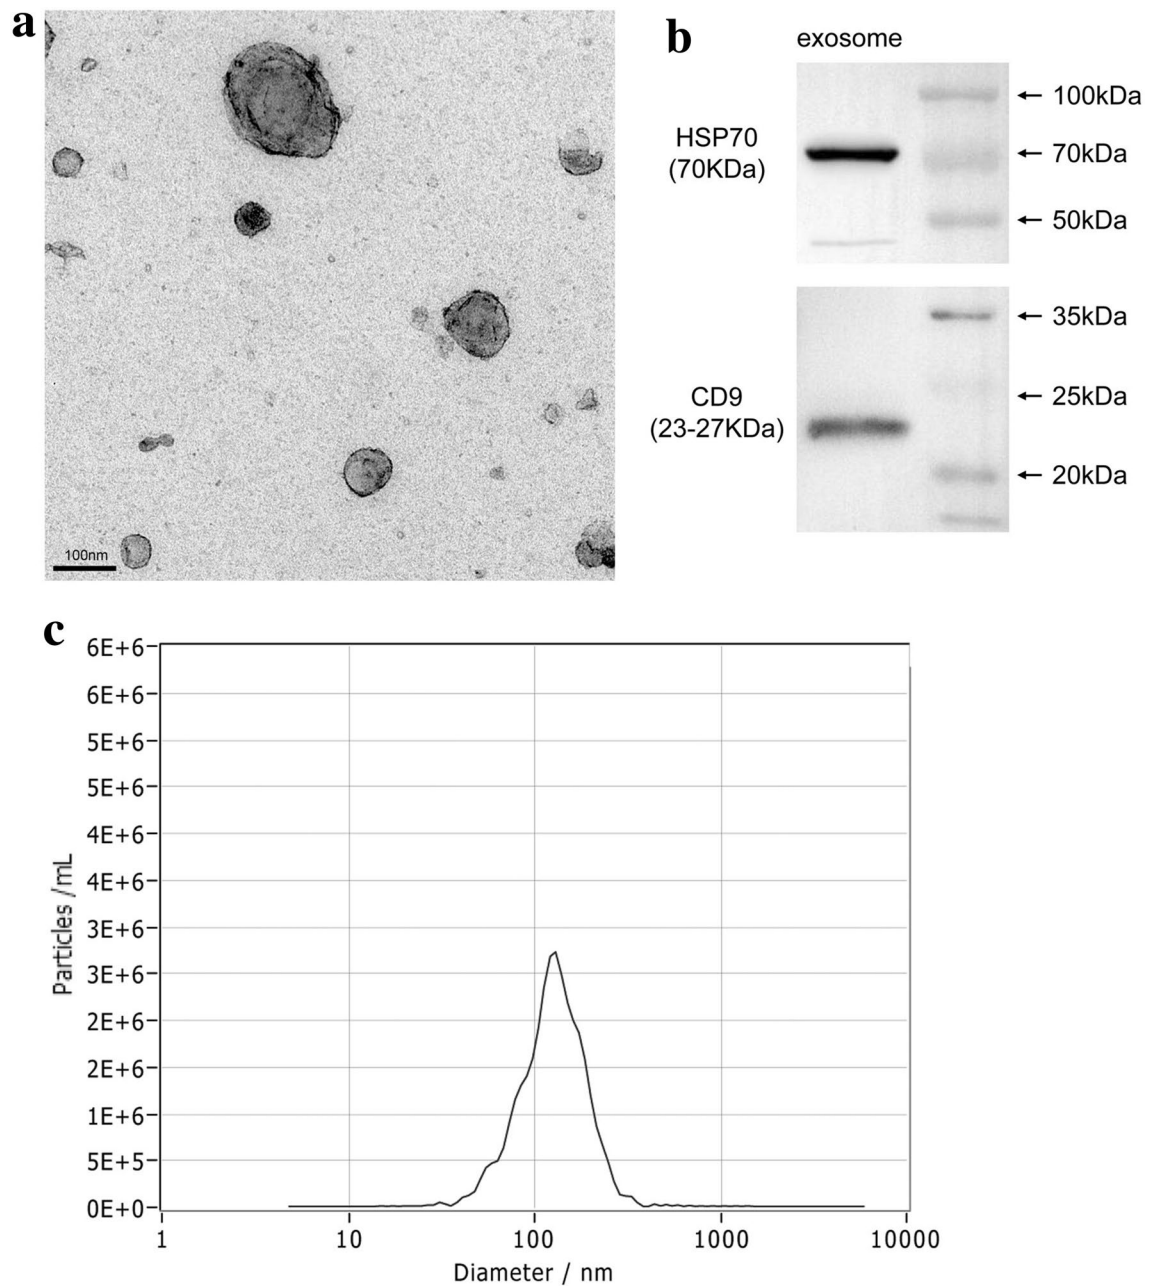 a
100nm
b
exosome
HSP70
(70KDa)
100kDa
70kDa
50kDa
CD9
(23-27KDa)
35kDa
25kDa
20kDa
c
Particles /mL
6E+6
6E+6
5E+6
5E+6
4E+6
4E+6
3E+6
3E+6
2E+6
2E+6
1E+6
5E+5
0E+0
1 10 100 1000 10000
Diameter / nm